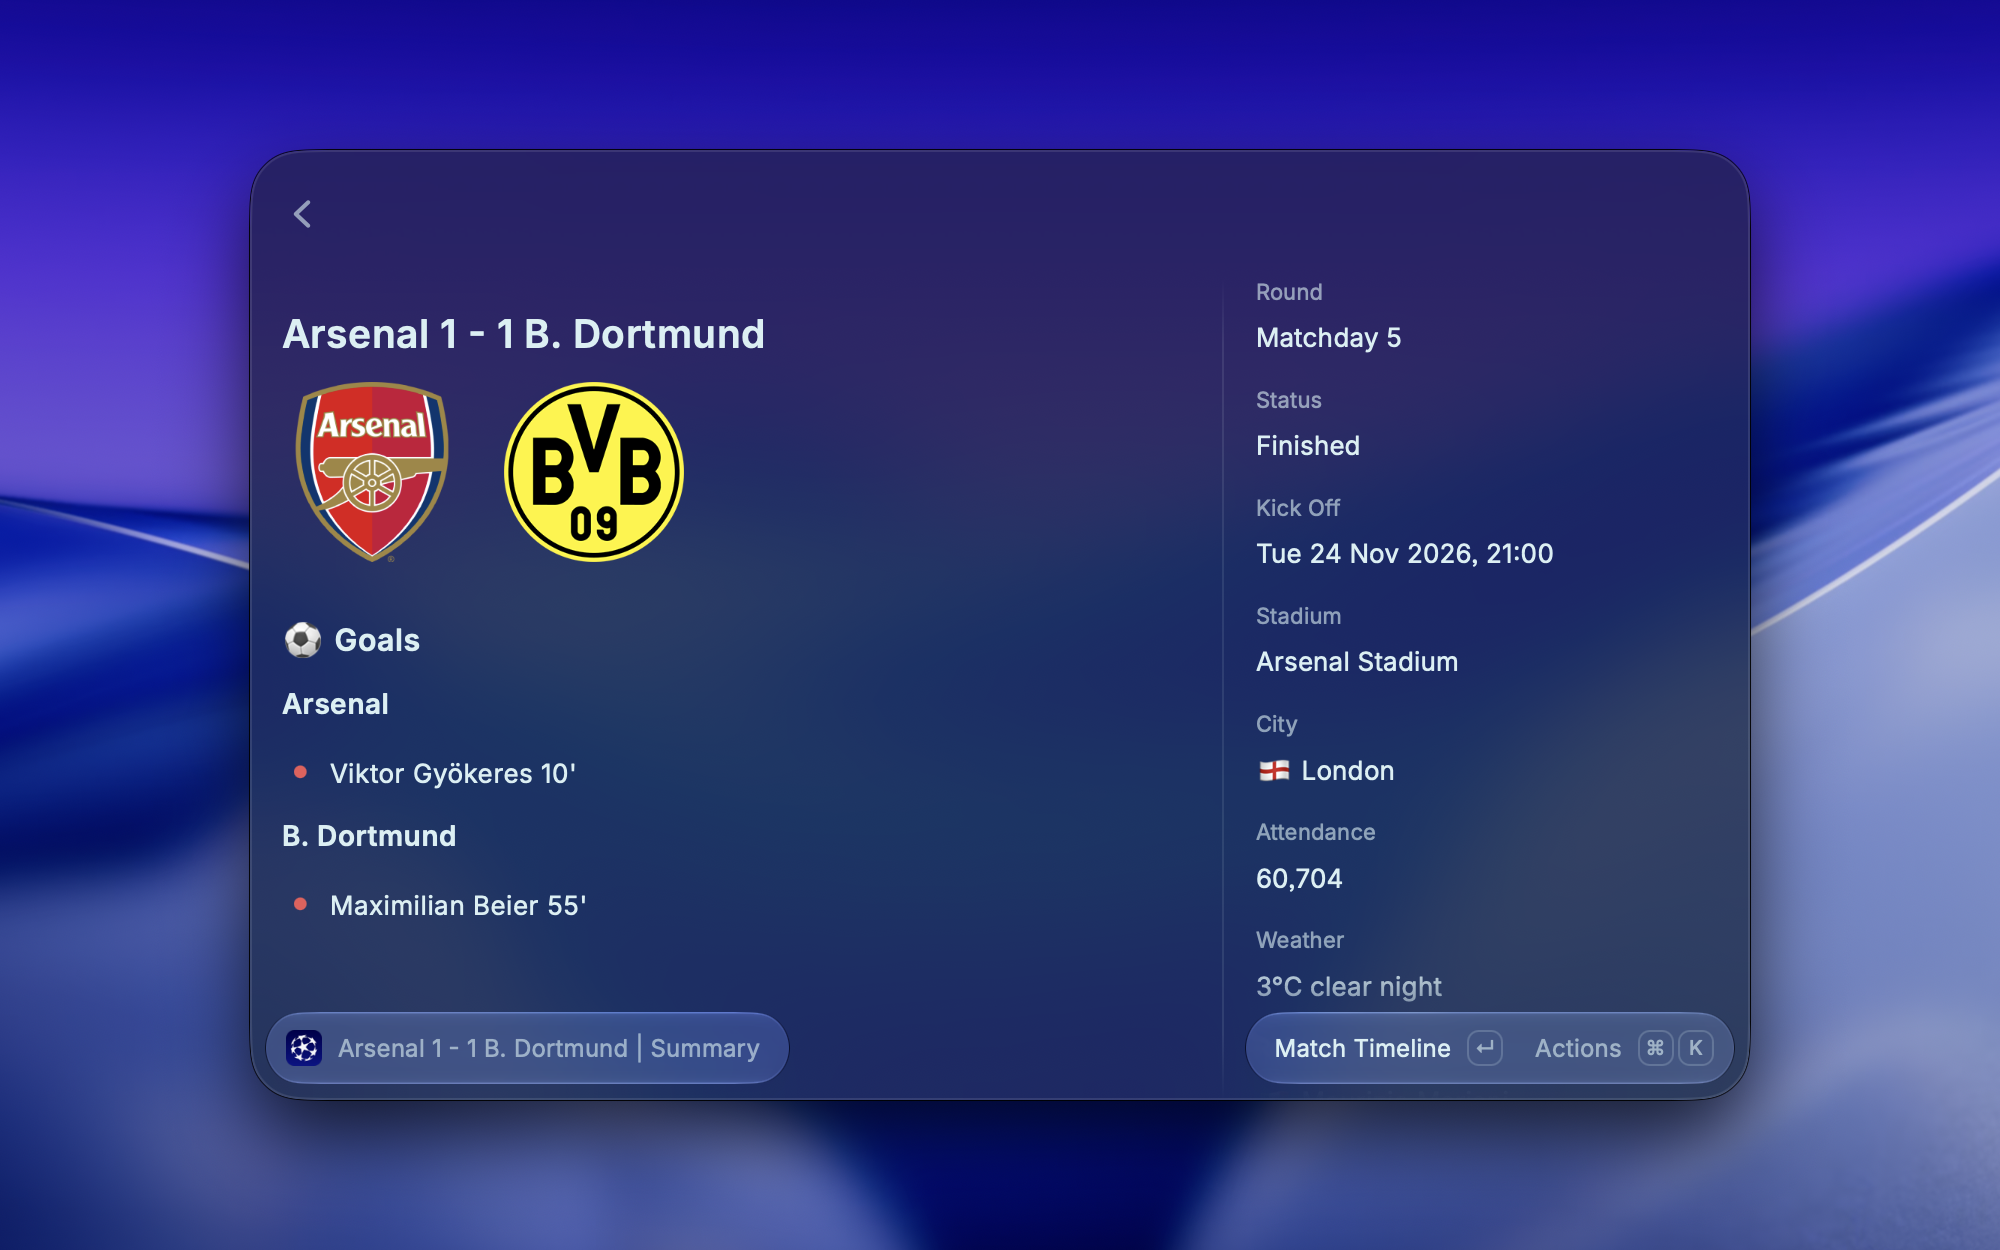 Arsenal 1 - 1 B. Dortmund
Arsenal
BVB
09
⚽ Goals
Arsenal
• Viktor Gyökeres 10'
B. Dortmund
• Maximilian Beier 55'
Round
Matchday 5
Status
Finished
Kick Off
Tue 24 Nov 2026, 21:00
Stadium
Arsenal Stadium
City
🏴󠁧󠁢󠁥󠁮󠁧󠁿 London
Attendance
60,704
Weather
3°C clear night
Arsenal 1 - 1 B. Dortmund | Summary
Match Timeline ↵ Actions ⌘ K